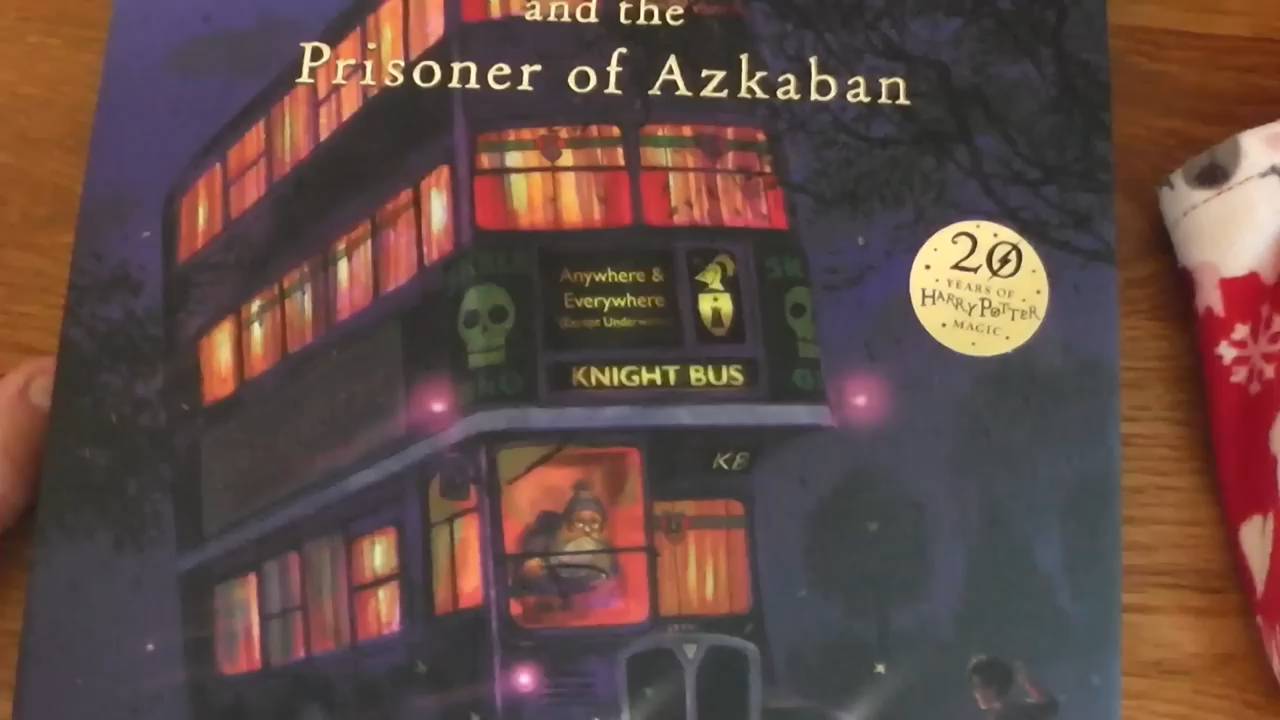 and the
Prisoner of Azkaban
Anywhere &
Everywhere
KNIGHT BUS
KB
20
YEARS OF
HARRY POTTER
MAGIC